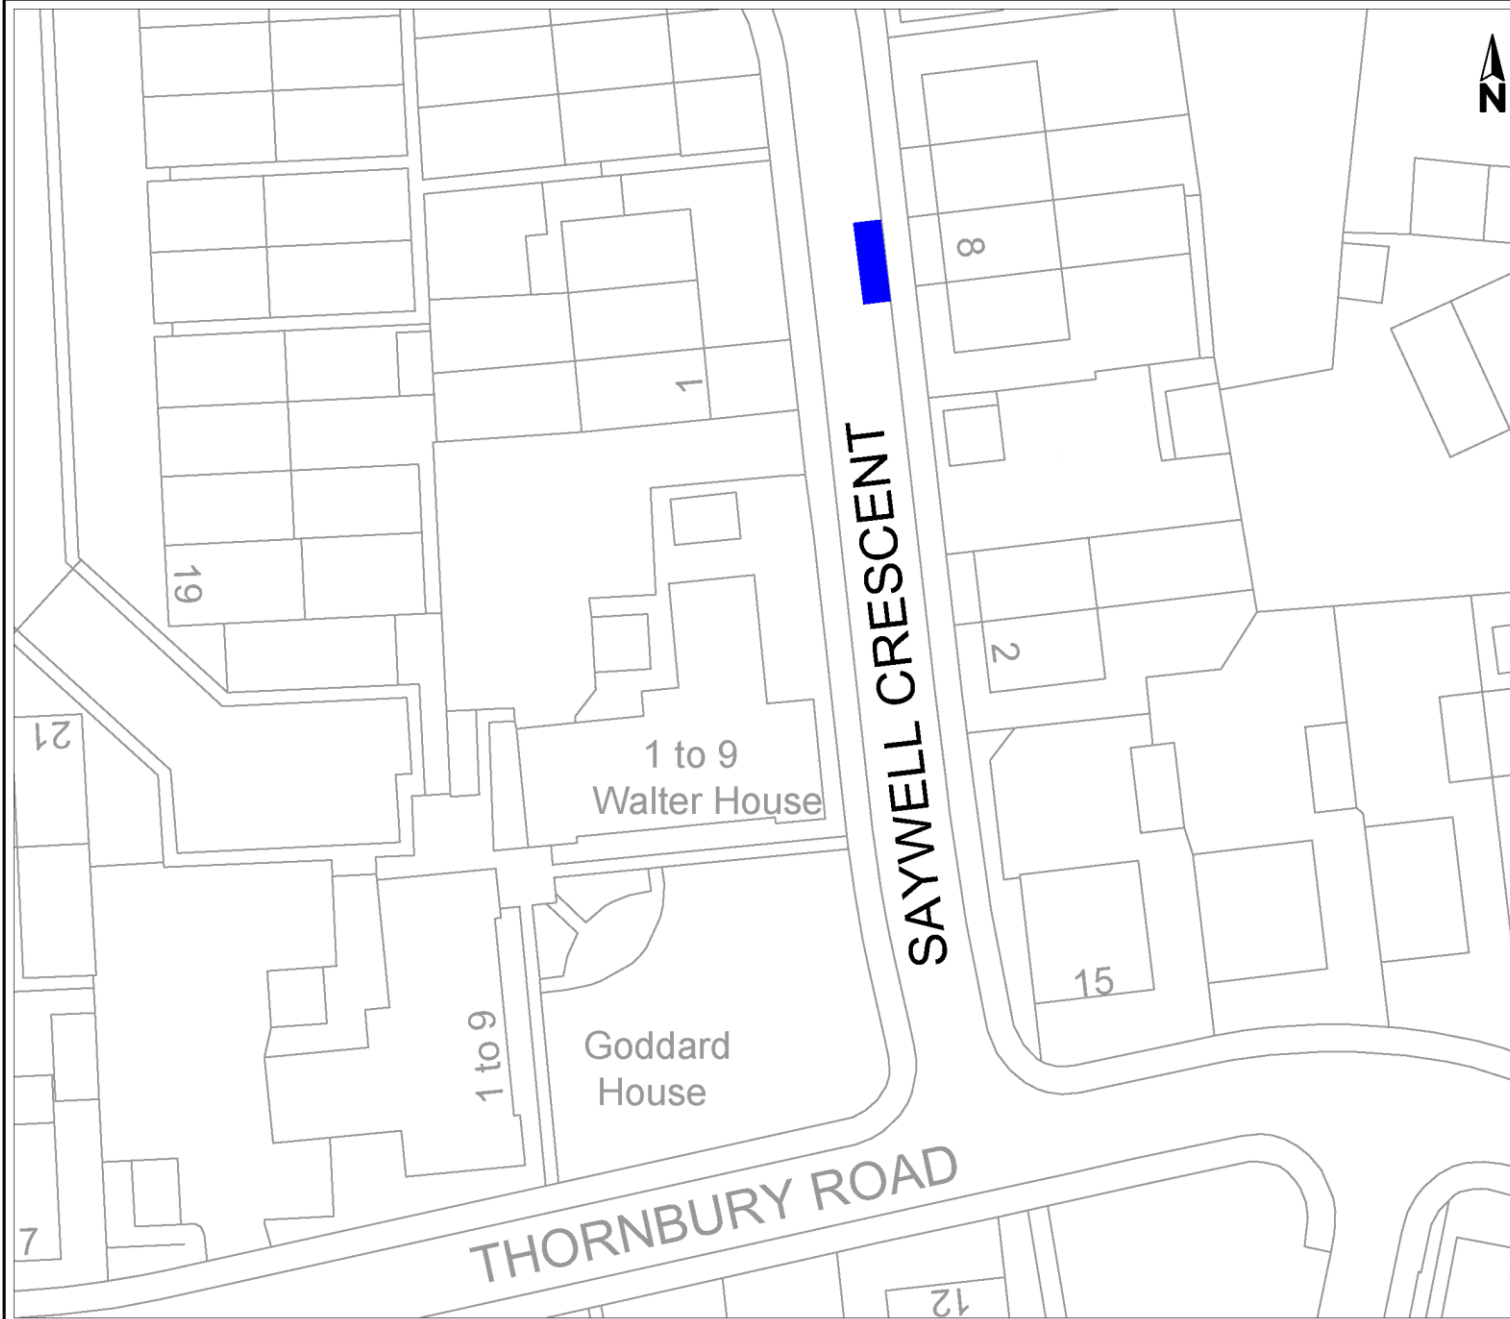 N
8
1
SAYWELL CRESCENT
19
2
21
1 to 9
Walter House
15
1 to 9
Goddard
House
THORNBURY ROAD
7
12